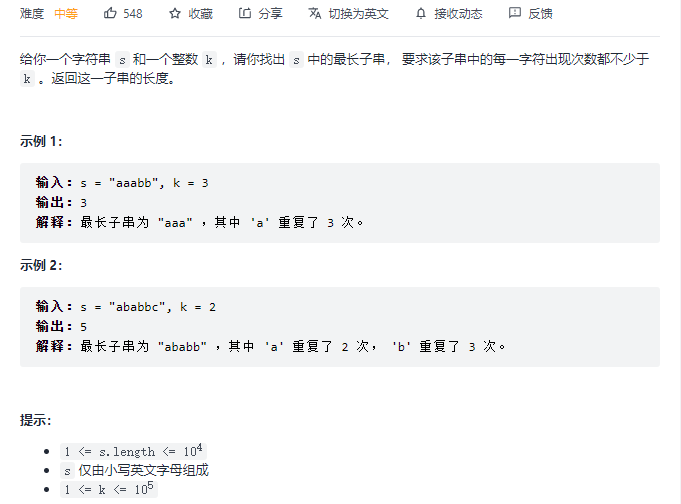 难度 中等 548 收藏 分享 切换为英文 接收动态 反馈
给你一个字符串 s 和一个整数 k ，请你找出 s 中的最长子串， 要求该子串中的每一字符出现次数都不少于
k 。返回这一子串的长度。
示例 1：
输入：s = "aaabb", k = 3
输出：3
解释：最长子串为 "aaa" ，其中 'a' 重复了 3 次。
示例 2：
输入：s = "ababbc", k = 2
输出：5
解释：最长子串为 "ababb" ，其中 'a' 重复了 2 次， 'b' 重复了 3 次。
提示：
1 <= s.length <= 10⁴
s 仅由小写英文字母组成
1 <= k <= 10⁵